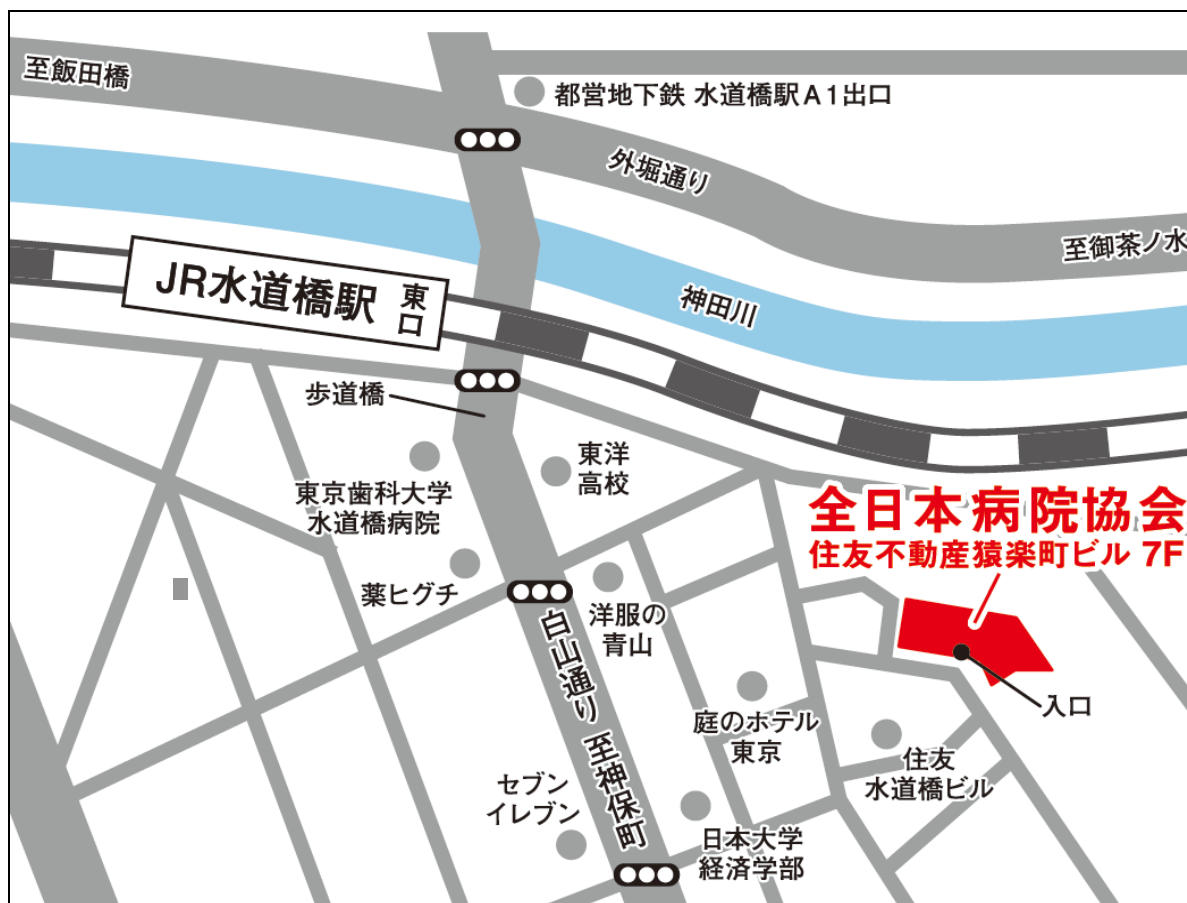 至飯田橋
都営地下鉄 水道橋駅A1出口
外堀通り
至御茶ノ水
JR水道橋駅
東口
神田川
歩道橋
東洋
高校
東京歯科大学
水道橋病院
全日本病院協会
住友不動産猿楽町ビル 7F
薬ヒグチ
洋服の
青山
白山通り 至神保町
入口
庭のホテル
東京
住友
水道橋ビル
セブン
イレブン
日本大学
経済学部